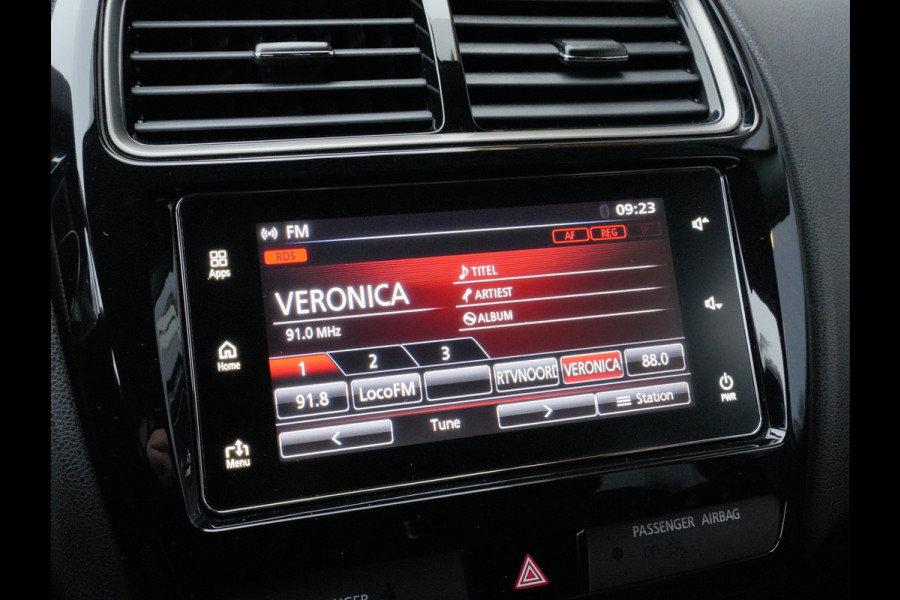 FM
09:23
RDS
AF
REG
TP
Apps
VERONICA
91.0 MHz
TITEL
ARTIEST
ALBUM
Home
1
2
3
91.8
LocoFM
RTVNOORD
VERONICA
88.0
<
Tune
>
Station
Menu
PWR
PASSENGER AIRBAG